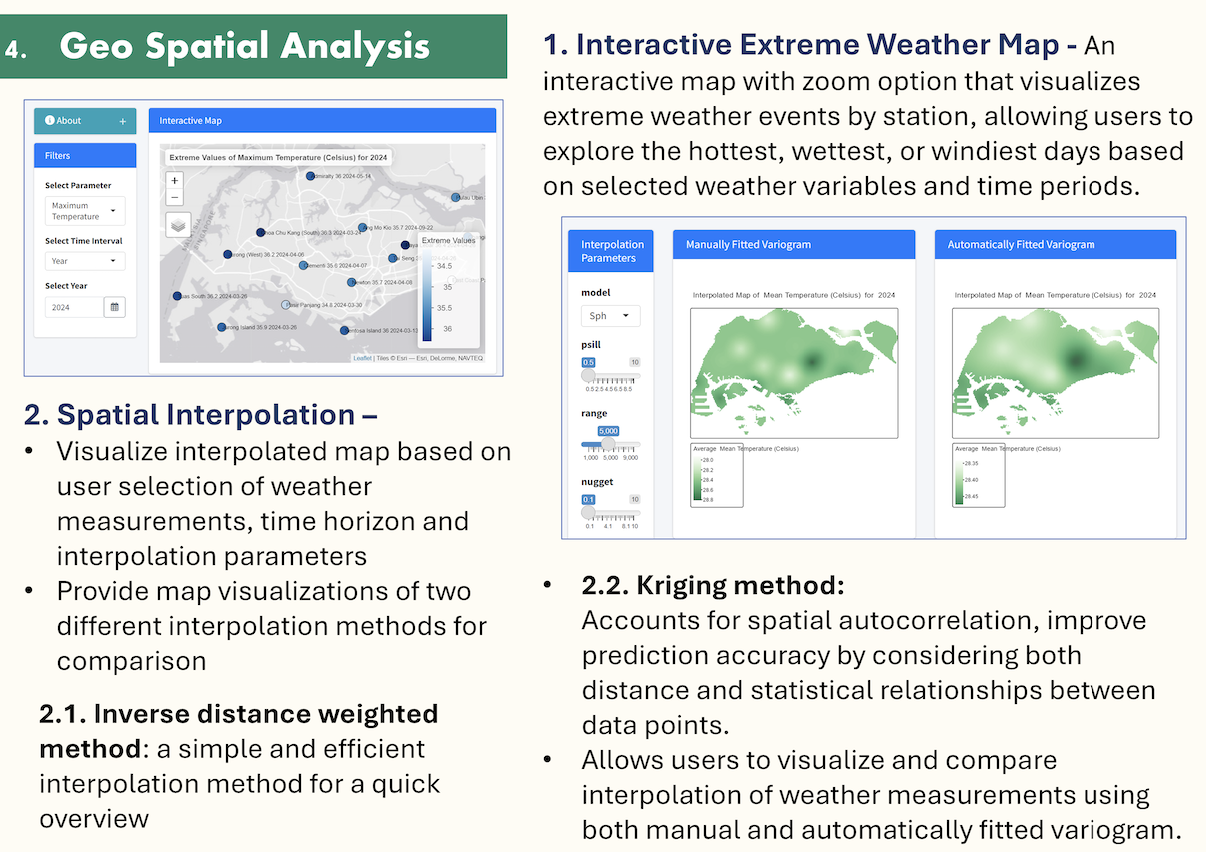 4. Geo Spatial Analysis
About +
Filters
Select Parameter
Maximum
Temperature
Select Time Interval
Year
Select Year
2024
Interactive Map
Extreme Values of Maximum Temperature (Celsius) for 2024
+
−
Admiralty 36 2024-05-14
Pulau Ubin
Choa Chu Kang (South) 36.3 2024-03-24
Ang Mo Kio 35.7 2024-09-22
Jurong (West) 36.2 2024-04-06
Clementi 35.6 2024-04-07
Newton 35.7 2024-04-08
Tuas South 36.2 2024-03-26
Pasir Panjang 34.8 2024-03-30
Jurong Island 35.9 2024-03-26
Sentosa Island 36 2024-03-13
Extreme Values
34.5
35
35.5
36
Leaflet | Tiles © Esri — Esri, DeLorme, NAVTEQ
2. Spatial Interpolation –
• Visualize interpolated map based on
user selection of weather
measurements, time horizon and
interpolation parameters
• Provide map visualizations of two
different interpolation methods for
comparison
2.1. Inverse distance weighted
method: a simple and efficient
interpolation method for a quick
overview
1. Interactive Extreme Weather Map - An
interactive map with zoom option that visualizes
extreme weather events by station, allowing users to
explore the hottest, wettest, or windiest days based
on selected weather variables and time periods.
Interpolation
Parameters
model
Sph
psill
0.5 10
0.5 2.5 4.5 6.5 8.5
range
5,000
1,000 5,000 9,000
nugget
0.1 10
0.1 4.1 8.1 10
Manually Fitted Variogram
Interpolated Map of Mean Temperature (Celsius) for 2024
Average Mean Temperature (Celsius)
28.0
28.2
28.4
28.6
28.8
Automatically Fitted Variogram
Interpolated Map of Mean Temperature (Celsius) for 2024
Average Mean Temperature (Celsius)
28.35
28.40
28.45
• 2.2. Kriging method:
Accounts for spatial autocorrelation, improve
prediction accuracy by considering both
distance and statistical relationships between
data points.
• Allows users to visualize and compare
interpolation of weather measurements using
both manual and automatically fitted variogram.